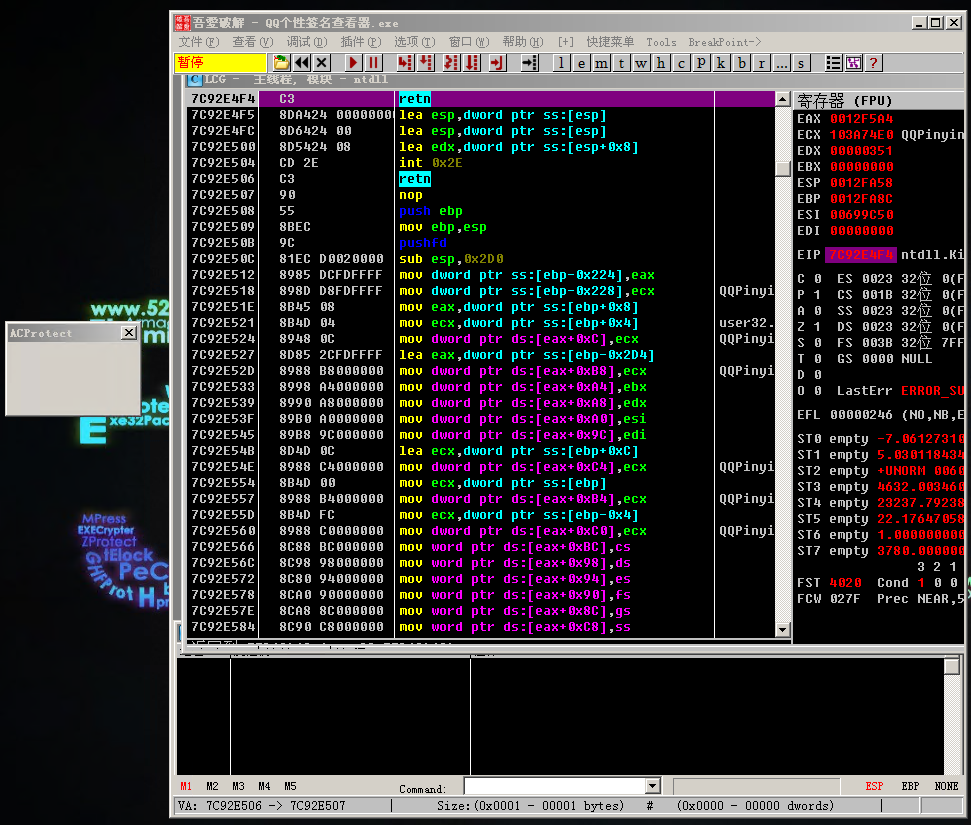 吾爱破解 - QQ个性签名查看器.exe
文件(F) 查看(V) 调试(D) 插件(P) 选项(T) 窗口(W) 帮助(H) [+] 快捷菜单 Tools BreakPoint->
暂停 l e m t w h c p k b r ... s ?
LCG - 主线程, 模块 - ntdll
7C92E4F4 C3 retn
7C92E4F5 8DA424 00000000 lea esp,dword ptr ss:[esp]
7C92E4FC 8D6424 00 lea esp,dword ptr ss:[esp]
7C92E500 8D5424 08 lea edx,dword ptr ss:[esp+0x8]
7C92E504 CD 2E int 0x2E
7C92E506 C3 retn
7C92E507 90 nop
7C92E508 55 push ebp
7C92E509 8BEC mov ebp,esp
7C92E50B 9C pushfd
7C92E50C 81EC D0020000 sub esp,0x2D0
7C92E512 8985 DCFDFFFF mov dword ptr ss:[ebp-0x224],eax
7C92E518 898D D8FDFFFF mov dword ptr ss:[ebp-0x228],ecx QQPinyi
7C92E51E 8B45 08 mov eax,dword ptr ss:[ebp+0x8]
7C92E521 8B4D 04 mov ecx,dword ptr ss:[ebp+0x4] user32.
7C92E524 8948 0C mov dword ptr ds:[eax+0xC],ecx QQPinyi
7C92E527 8D85 2CFDFFFF lea eax,dword ptr ss:[ebp-0x2D4]
7C92E52D 8988 B8000000 mov dword ptr ds:[eax+0xB8],ecx QQPinyi
7C92E533 8998 A4000000 mov dword ptr ds:[eax+0xA4],ebx
7C92E539 8990 A8000000 mov dword ptr ds:[eax+0xA8],edx
7C92E53F 89B0 A0000000 mov dword ptr ds:[eax+0xA0],esi
7C92E545 89B8 9C000000 mov dword ptr ds:[eax+0x9C],edi
7C92E54B 8D4D 0C lea ecx,dword ptr ss:[ebp+0xC]
7C92E54E 8988 C4000000 mov dword ptr ds:[eax+0xC4],ecx QQPinyi
7C92E554 8B4D 00 mov ecx,dword ptr ss:[ebp]
7C92E557 8988 B4000000 mov dword ptr ds:[eax+0xB4],ecx QQPinyi
7C92E55D 8B4D FC mov ecx,dword ptr ss:[ebp-0x4]
7C92E560 8988 C0000000 mov dword ptr ds:[eax+0xC0],ecx QQPinyi
7C92E566 8C88 BC000000 mov word ptr ds:[eax+0xBC],cs
7C92E56C 8C98 98000000 mov word ptr ds:[eax+0x98],ds
7C92E572 8C80 94000000 mov word ptr ds:[eax+0x94],es
7C92E578 8CA0 90000000 mov word ptr ds:[eax+0x90],fs
7C92E57E 8CA8 8C000000 mov word ptr ds:[eax+0x8C],gs
7C92E584 8C90 C8000000 mov word ptr ds:[eax+0xC8],ss
寄存器 (FPU)
EAX 0012F5A4
ECX 103A74E0 QQPinyin
EDX 00000351
EBX 00000000
ESP 0012FA58
EBP 0012FA8C
ESI 00699C50
EDI 00000000
EIP 7C92E4F4 ntdll.Ki
C 0 ES 0023 32位 0(F
P 1 CS 001B 32位 0(F
A 0 SS 0023 32位 0(F
Z 1 DS 0023 32位 0(F
S 0 FS 003B 32位 7FF
T 0 GS 0000 NULL
D 0
O 0 LastErr ERROR_SU
EFL 00000246 (NO,NB,E
ST0 empty -7.06127310
ST1 empty 5.030118434
ST2 empty +UNORM 0060
ST3 empty 4632.003460
ST4 empty 23237.79238
ST5 empty 22.17647058
ST6 empty 1.000000000
ST7 empty 3780.000000
3 2 1
FST 4020 Cond 1 0 0
FCW 027F Prec NEAR,5
M1 M2 M3 M4 M5 Command: ESP EBP NONE
VA: 7C92E506 -> 7C92E507 Size:(0x0001 - 00001 bytes) # (0x0000 - 00000 dwords)
ACProtect
www.52
Arma
xe32Pac
MPress
EXECrypter
ZProtect
tElock
PeC
GHFProt